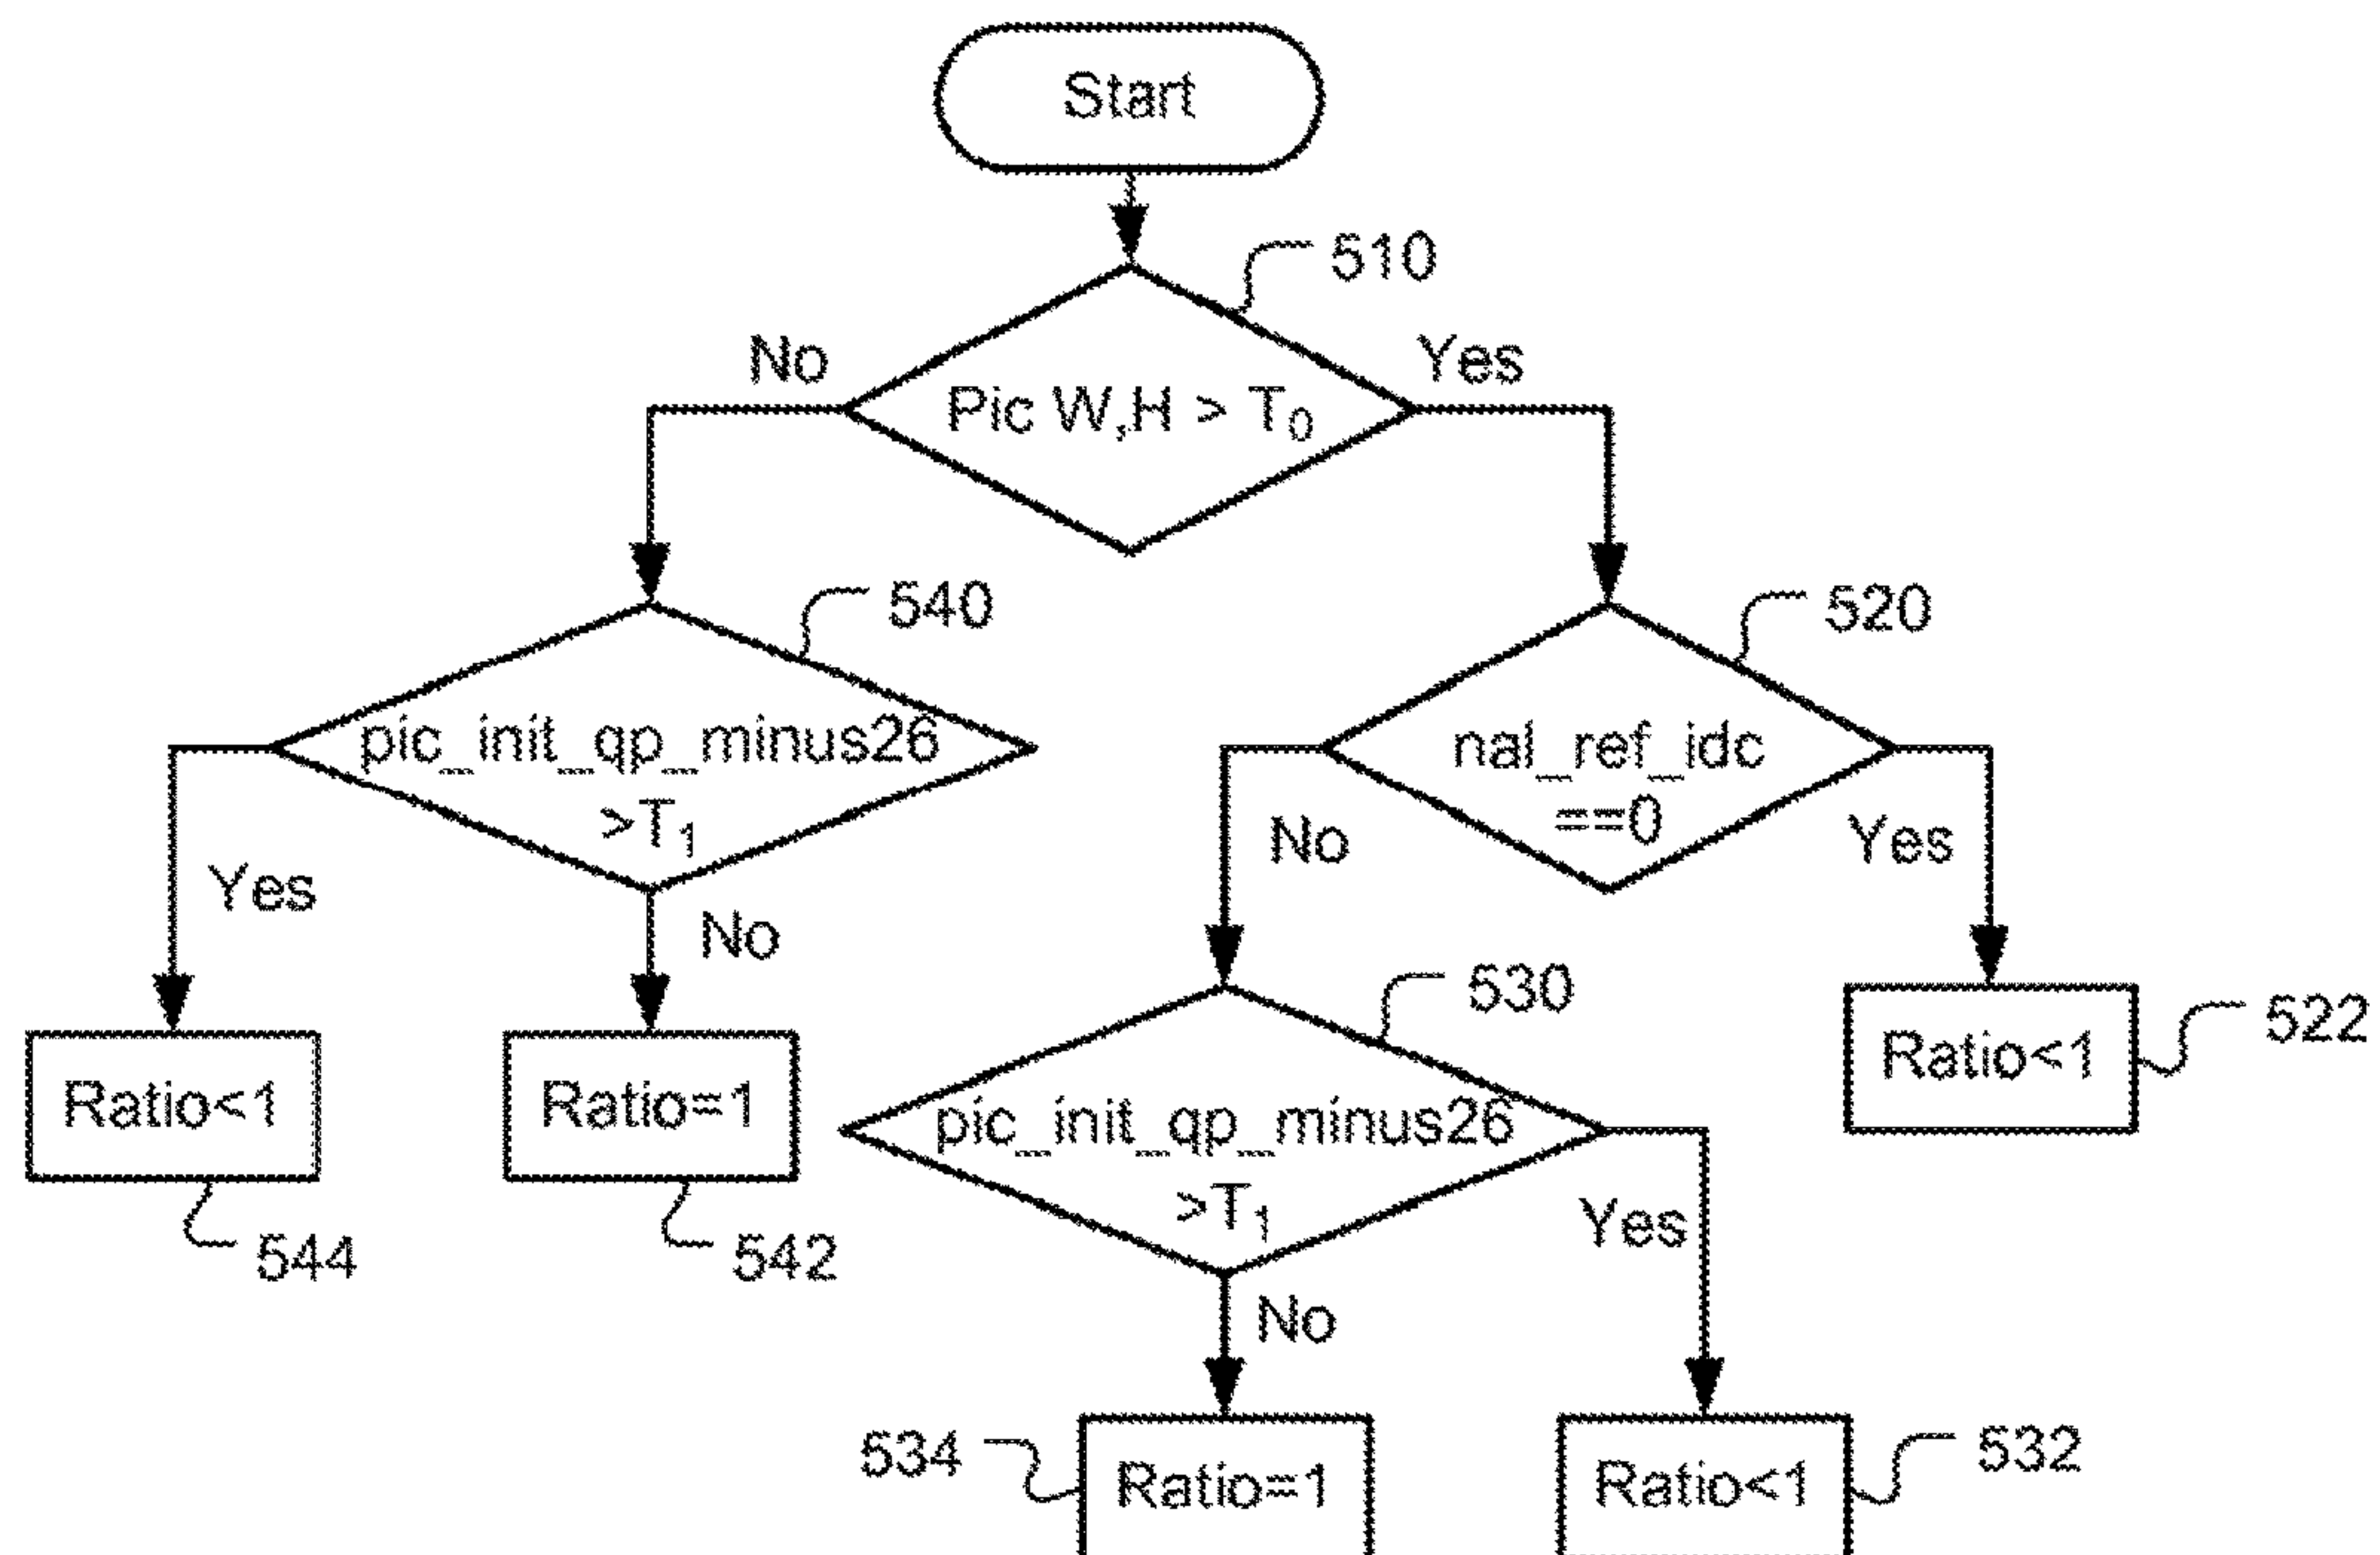 Start
510
No
Yes
Pic W,H > T₀
540
520
pic_init_qp_minus26
>T₁
nal_ref_idc
==0
No
Yes
Yes
No
530
522
Ratio<1
Ratio<1
Ratio=1
pic_init_qp_minus26
>T₁
Yes
544
542
No
534
Ratio=1
Ratio<1
532